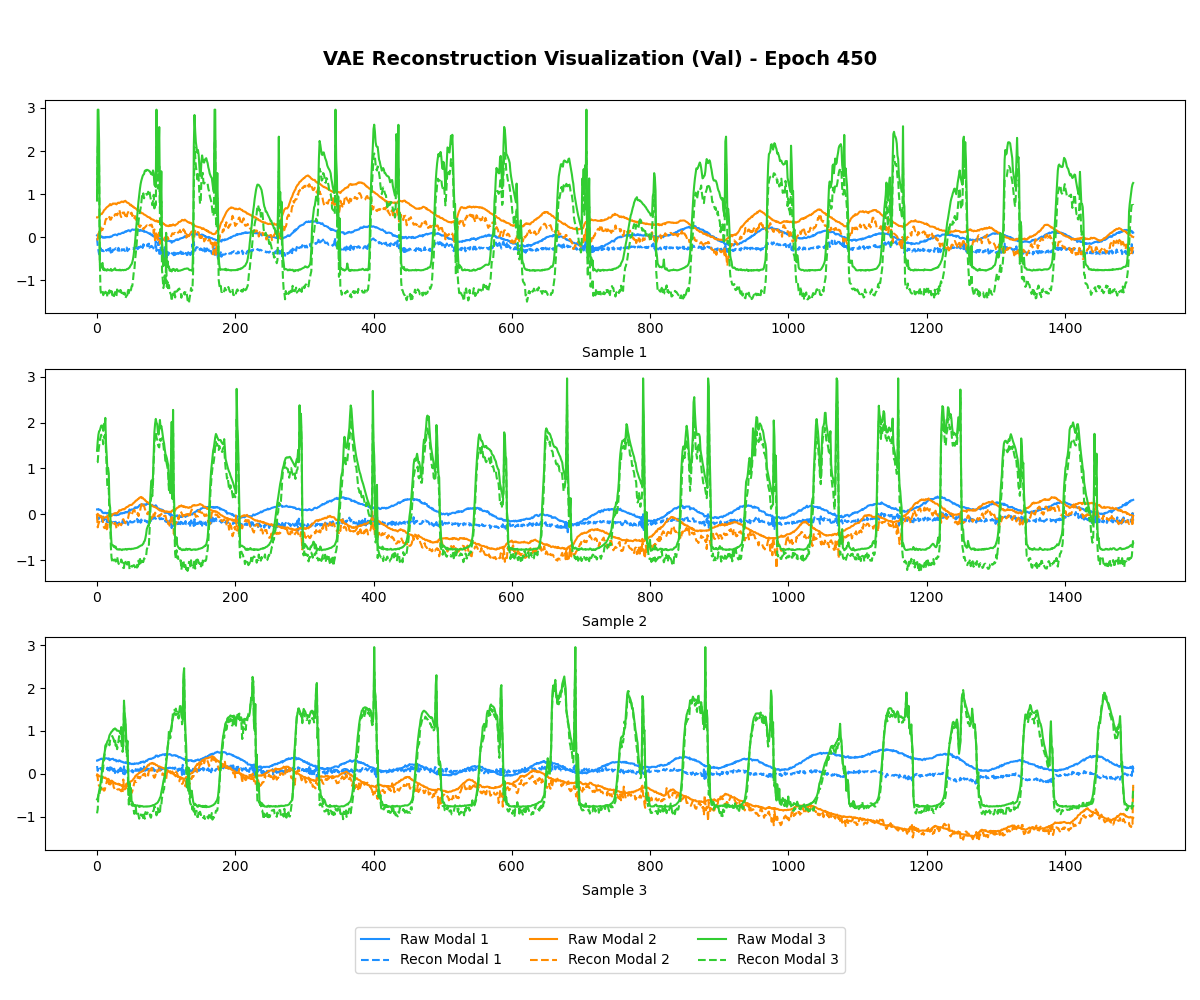 VAE Reconstruction Visualization (Val) - Epoch 450
3
2
1
0
−1
0 200 400 600 800 1000 1200 1400
Sample 1
3
2
1
0
−1
0 200 400 600 800 1000 1200 1400
Sample 2
3
2
1
0
−1
0 200 400 600 800 1000 1200 1400
Sample 3
Raw Modal 1 Raw Modal 2 Raw Modal 3
Recon Modal 1 Recon Modal 2 Recon Modal 3